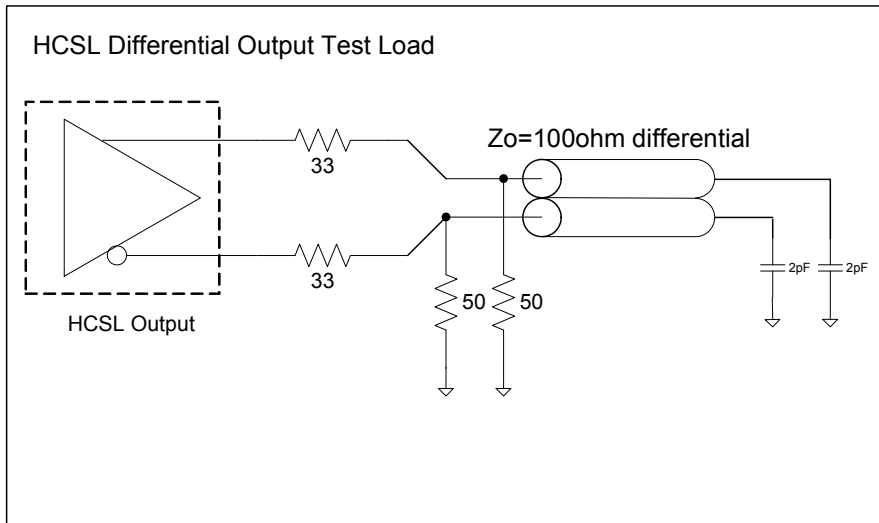 HCSL Differential Output Test Load
Zo=100ohm differential
33
33
50
50
2pF
2pF
HCSL Output